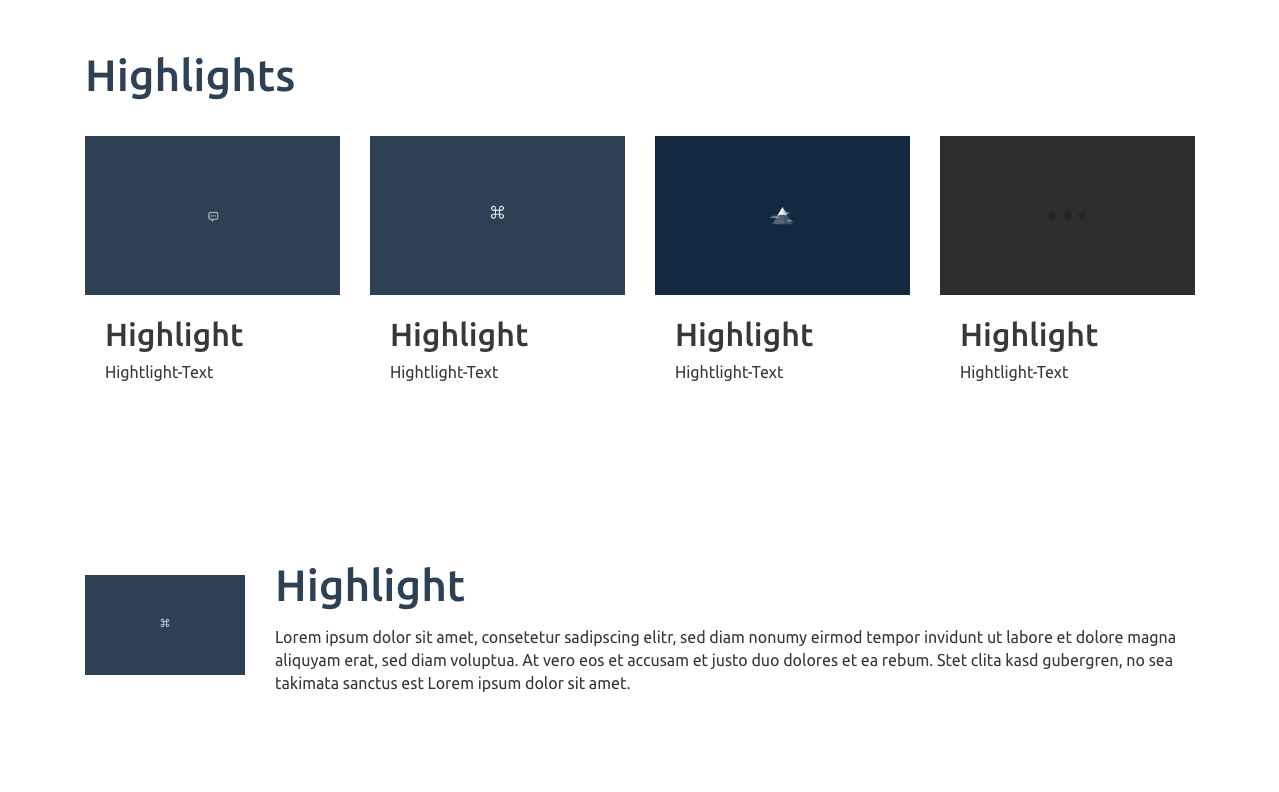 Highlights
Highlight
Hightlight-Text
Highlight
Hightlight-Text
Highlight
Hightlight-Text
Highlight
Hightlight-Text
Highlight
Lorem ipsum dolor sit amet, consetetur sadipscing elitr, sed diam nonumy eirmod tempor invidunt ut labore et dolore magna
aliquyam erat, sed diam voluptua. At vero eos et accusam et justo duo dolores et ea rebum. Stet clita kasd gubergren, no sea
takimata sanctus est Lorem ipsum dolor sit amet.